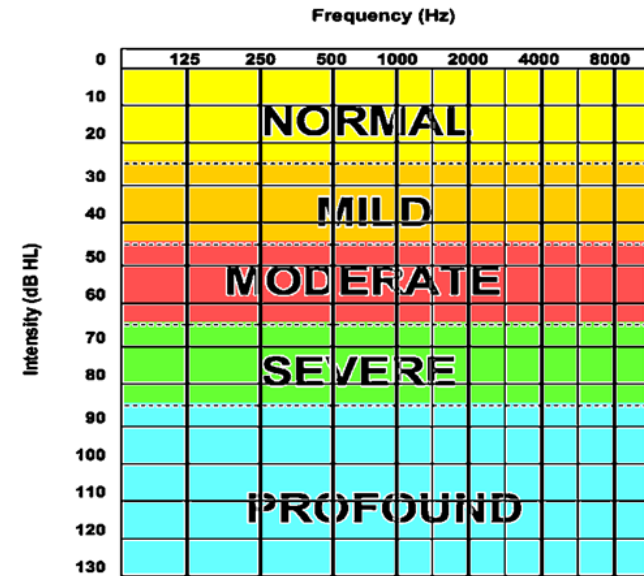 Frequency (Hz)
0 125 250 500 1000 2000 4000 8000
10
NORMAL
20
30
MILD
40
Intensity (dB HL)
50
MODERATE
60
70
SEVERE
80
90
100
110
PROFOUND
120
130